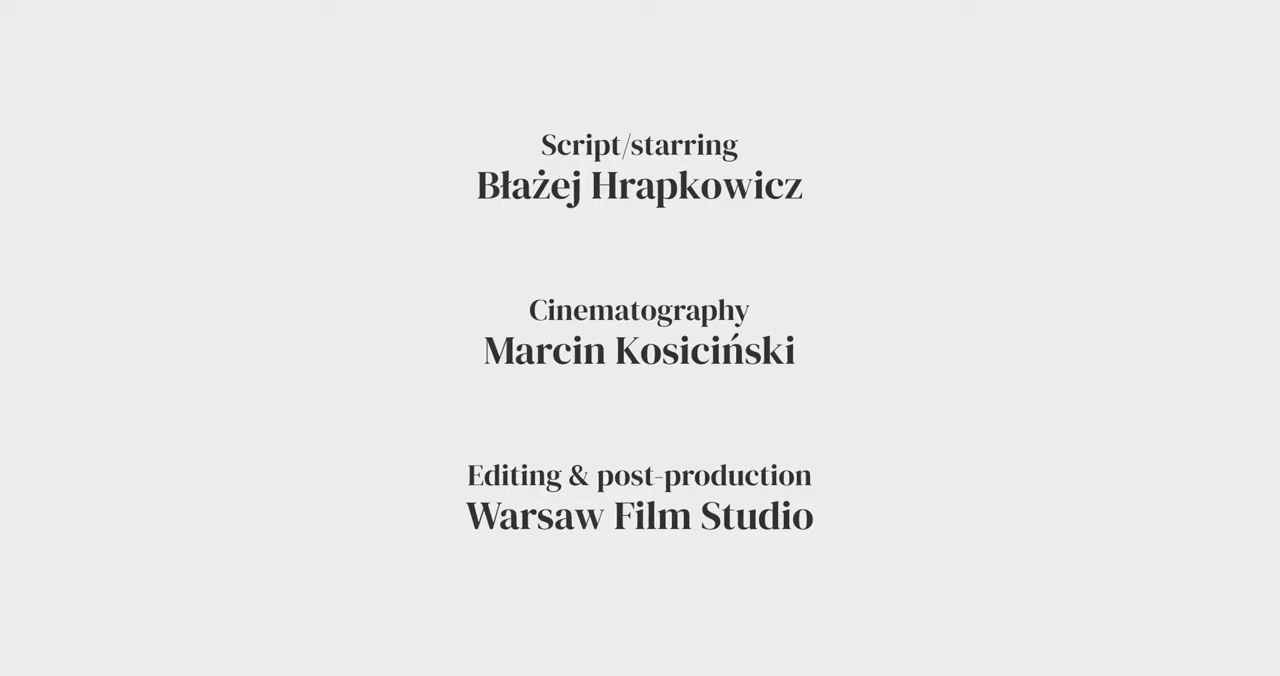 Script/starring
Błażej Hrapkowicz
Cinematography
Marcin Kosiciński
Editing & post-production
Warsaw Film Studio